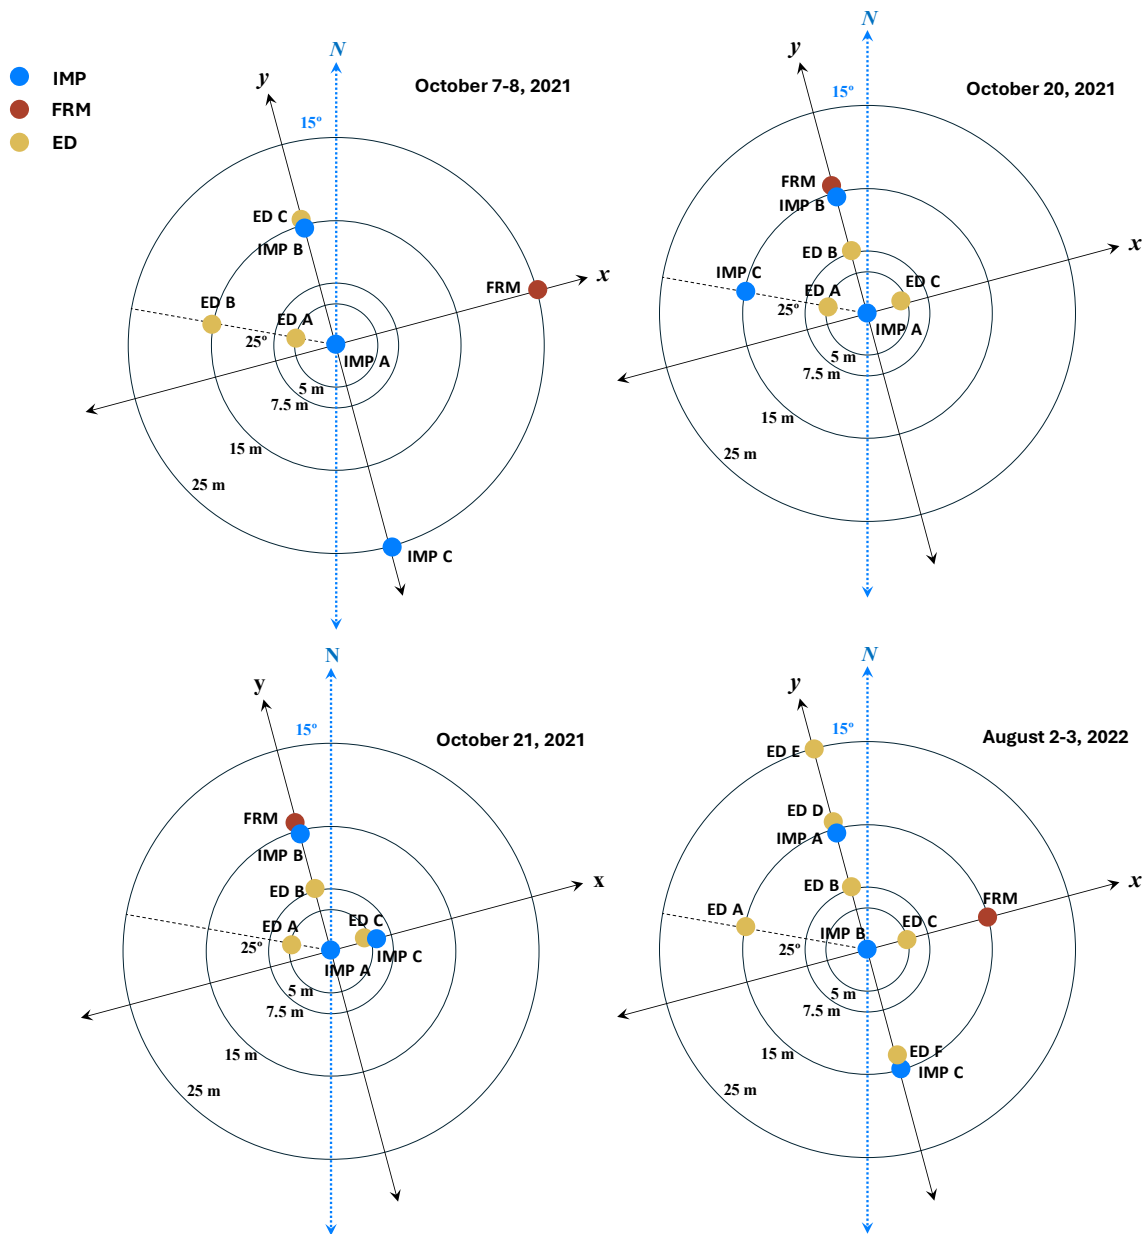 IMP
FRM
ED
N
y
October 7-8, 2021
15º
ED C
IMP B
x
FRM
ED B
ED A
25º
IMP A
5 m
7.5 m
15 m
25 m
IMP C
N
y
October 20, 2021
15º
FRM
IMP B
x
ED B
IMP C
ED A
ED C
25º
IMP A
5 m
7.5 m
15 m
25 m
N
y
October 21, 2021
15º
FRM
IMP B
x
ED B
ED A
ED C
25º
IMP C
IMP A
5 m
7.5 m
15 m
25 m
N
y
August 2-3, 2022
15º
ED E
ED D
IMP A
x
ED B
FRM
ED A
ED C
IMP B
25º
5 m
7.5 m
15 m
ED F
IMP C
25 m